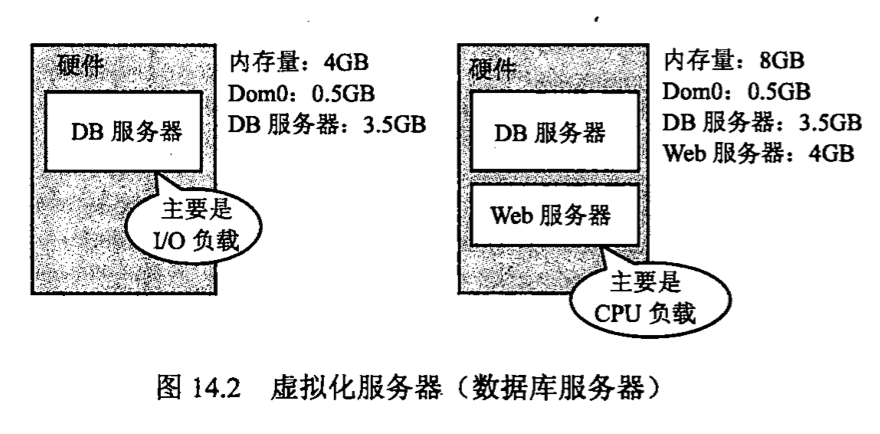 硬件
DB 服务器
主要是
I/O 负载
内存量：4GB
Dom0：0.5GB
DB 服务器：3.5GB
硬件
DB 服务器
Web 服务器
主要是
CPU 负载
内存量：8GB
Dom0：0.5GB
DB 服务器：3.5GB
Web 服务器：4GB
图 14.2 虚拟化服务器（数据库服务器）